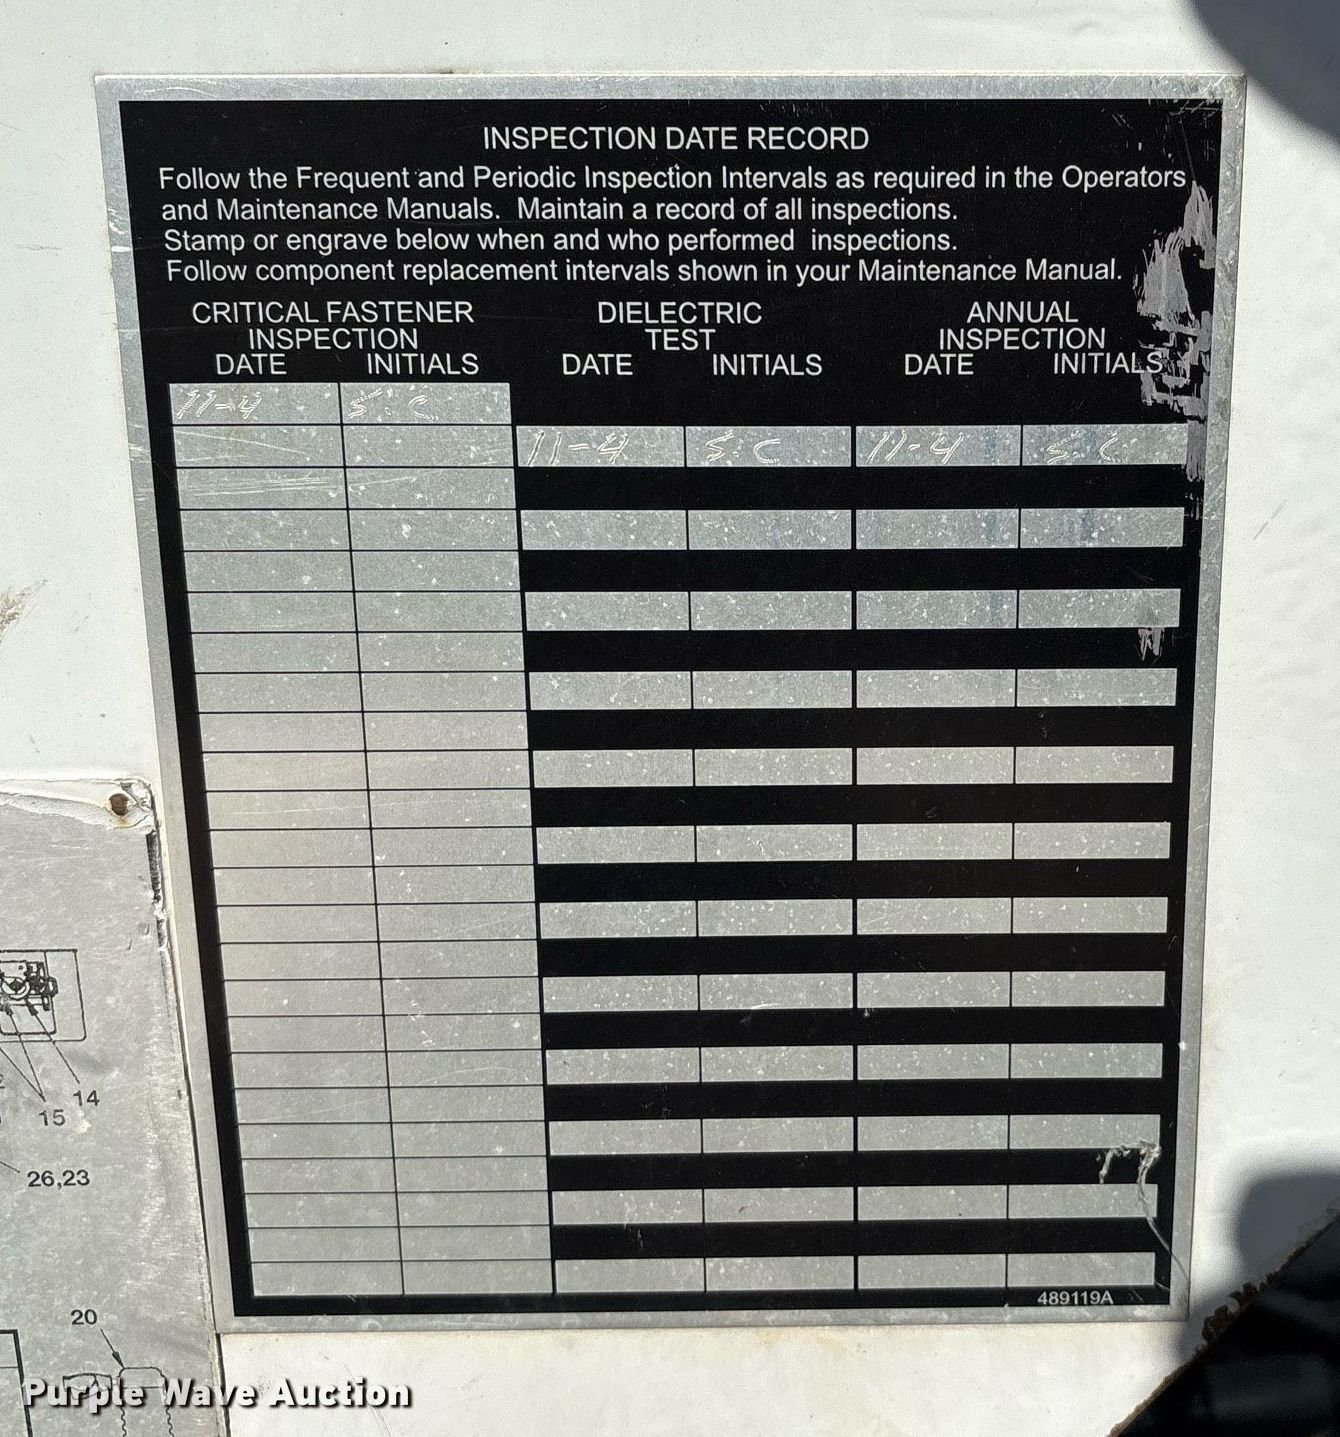 INSPECTION DATE RECORD
Follow the Frequent and Periodic Inspection Intervals as required in the Operators
and Maintenance Manuals. Maintain a record of all inspections.
Stamp or engrave below when and who performed inspections.
Follow component replacement intervals shown in your Maintenance Manual.
CRITICAL FASTENER DIELECTRIC ANNUAL
INSPECTION TEST INSPECTION
DATE INITIALS DATE INITIALS DATE INITIALS
11-4 S.C
11-4 S.C 11-4 S.C
14
15
26,23
489119A
20
Purple Wave Auction